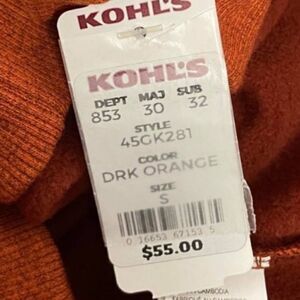 KOHL'S
KOHL'S
DEPT MAJ SUB
853 30 32
STYLE
45GK281
COLOR
DRK ORANGE
SIZE
S
0 16653 67153 5
$55.00